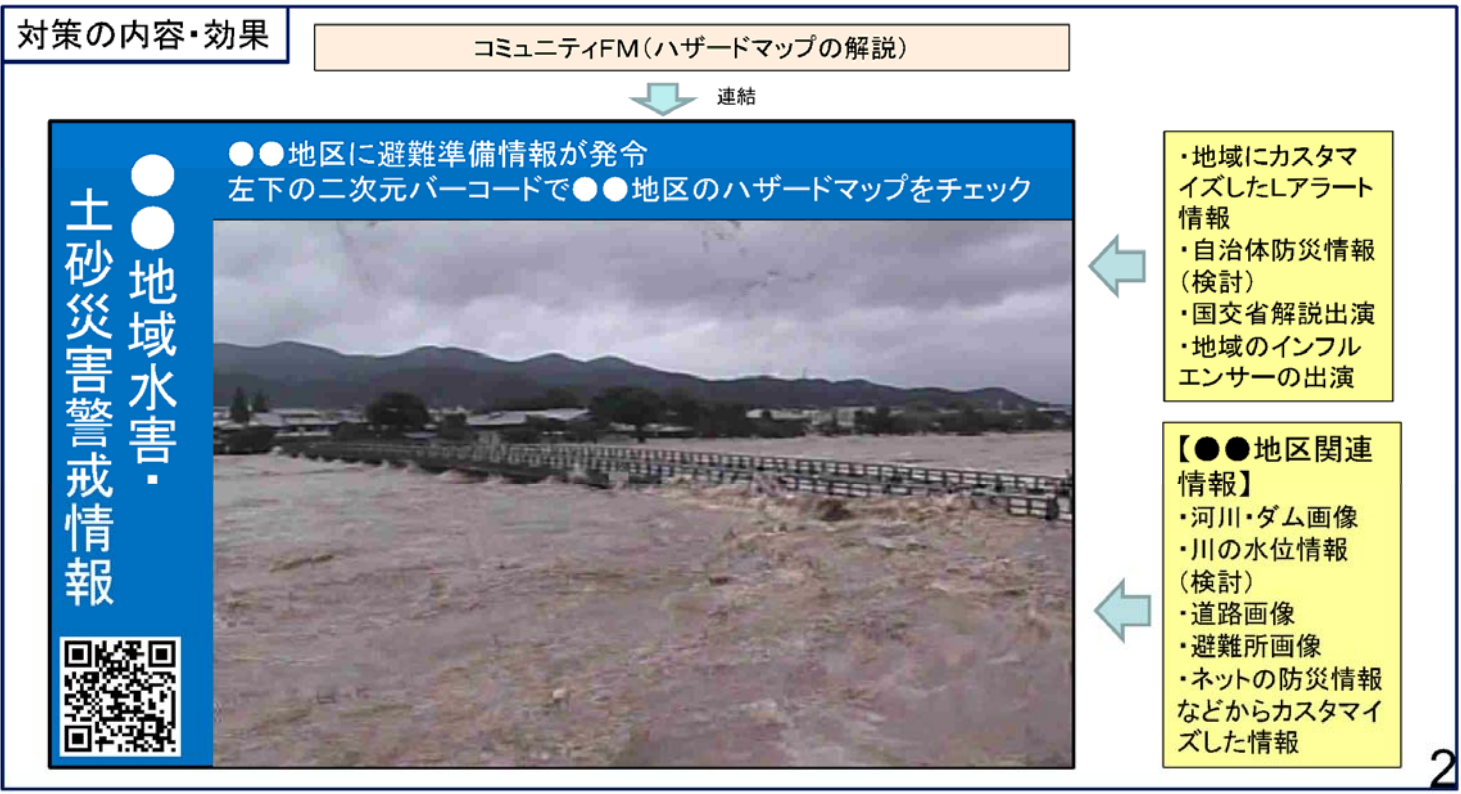 対策の内容・効果
コミュニティFM(ハザードマップの解説)
連結
●●地区に避難準備情報が発令
左下の二次元バーコードで●●地区のハザードマップをチェック
●●地域水害・
土砂災害警戒情報
・地域にカスタマ
イズしたLアラート
情報
・自治体防災情報
(検討)
・国交省解説出演
・地域のインフル
エンサーの出演
【●●地区関連
情報】
・河川・ダム画像
・川の水位情報
(検討)
・道路画像
・避難所画像
・ネットの防災情報
などからカスタマイ
ズした情報
2